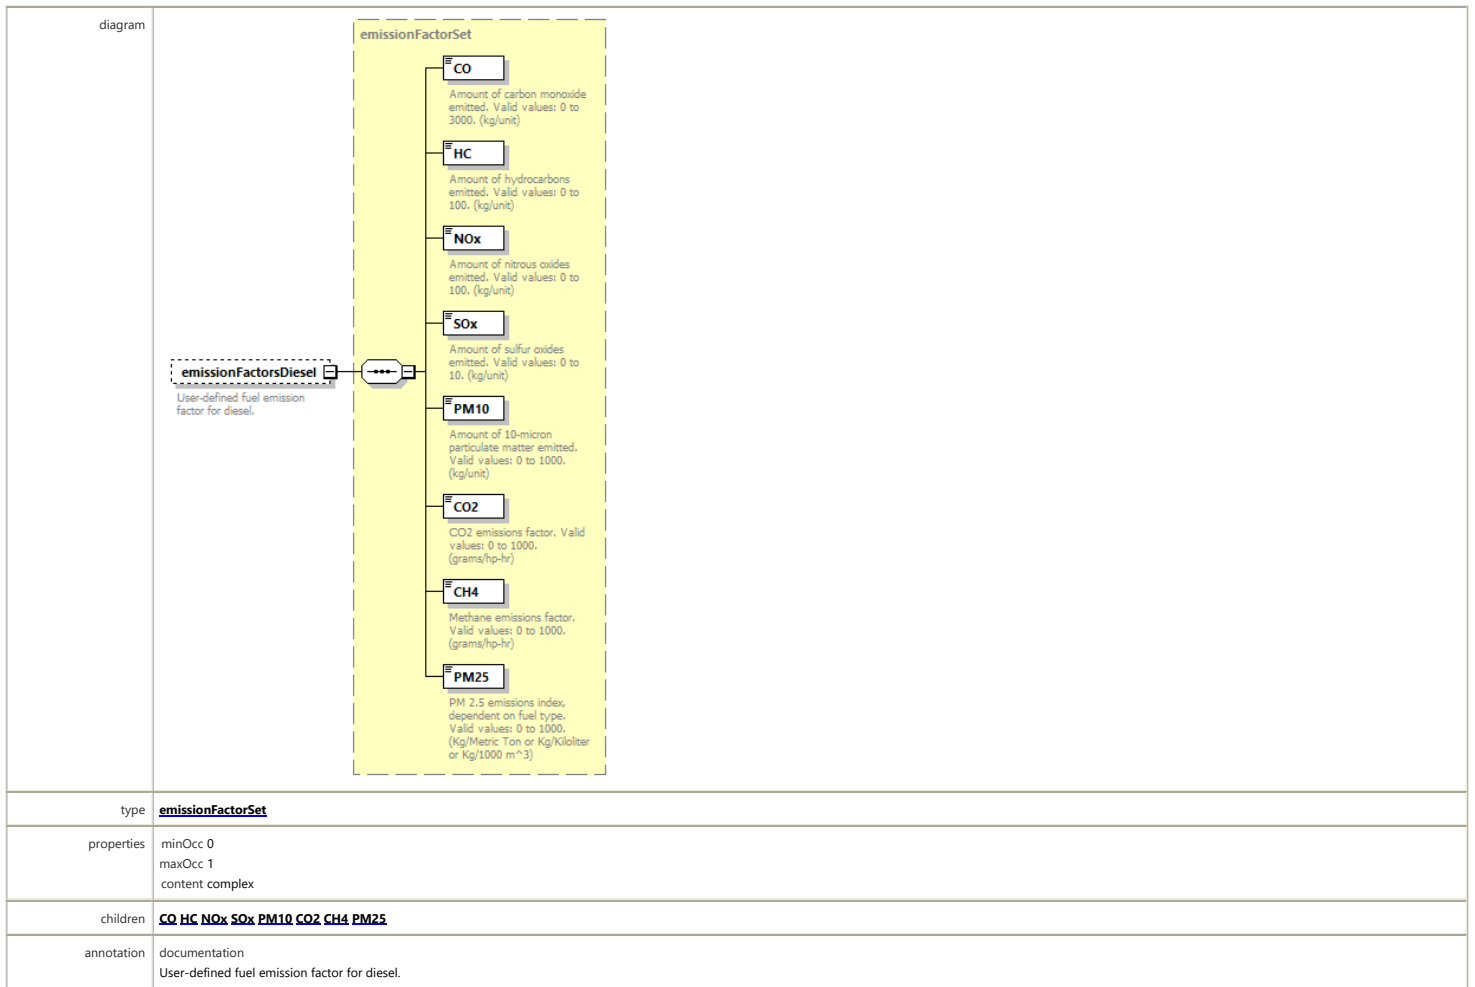 diagram
emissionFactorSet
CO
Amount of carbon monoxide
emitted. Valid values: 0 to
3000. (kg/unit)
HC
Amount of hydrocarbons
emitted. Valid values: 0 to
100. (kg/unit)
NOx
Amount of nitrous oxides
emitted. Valid values: 0 to
100. (kg/unit)
SOx
Amount of sulfur oxides
emitted. Valid values: 0 to
10. (kg/unit)
emissionFactorsDiesel
User-defined fuel emission
factor for diesel.
PM10
Amount of 10-micron
particulate matter emitted.
Valid values: 0 to 1000.
(kg/unit)
CO2
CO2 emissions factor. Valid
values: 0 to 1000.
(grams/hp-hr)
CH4
Methane emissions factor.
Valid values: 0 to 1000.
(grams/hp-hr)
PM25
PM 2.5 emissions index,
dependent on fuel type.
Valid values: 0 to 1000.
(Kg/Metric Ton or Kg/Kiloliter
or Kg/1000 m^3)
type emissionFactorSet
properties minOcc 0
maxOcc 1
content complex
children CO HC NOx SOx PM10 CO2 CH4 PM25
annotation documentation
User-defined fuel emission factor for diesel.